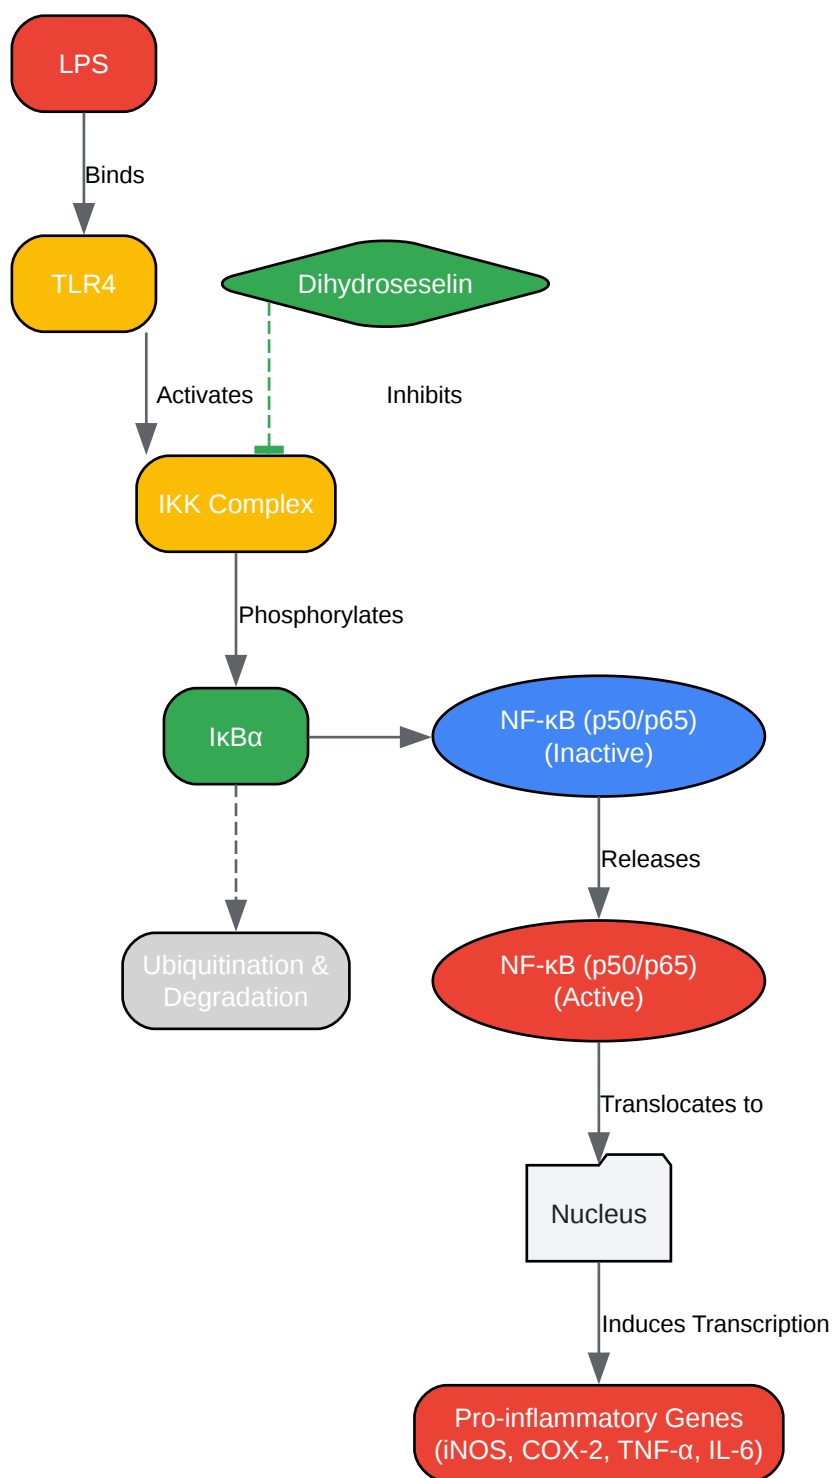 LPS
Binds
TLR4
Dihydroseselin
Activates
Inhibits
IKK Complex
Phosphorylates
IκBα
NF-κB (p50/p65)
(Inactive)
Releases
Ubiquitination &
Degradation
NF-κB (p50/p65)
(Active)
Translocates to
Nucleus
Induces Transcription
Pro-inflammatory Genes
(iNOS, COX-2, TNF-α, IL-6)